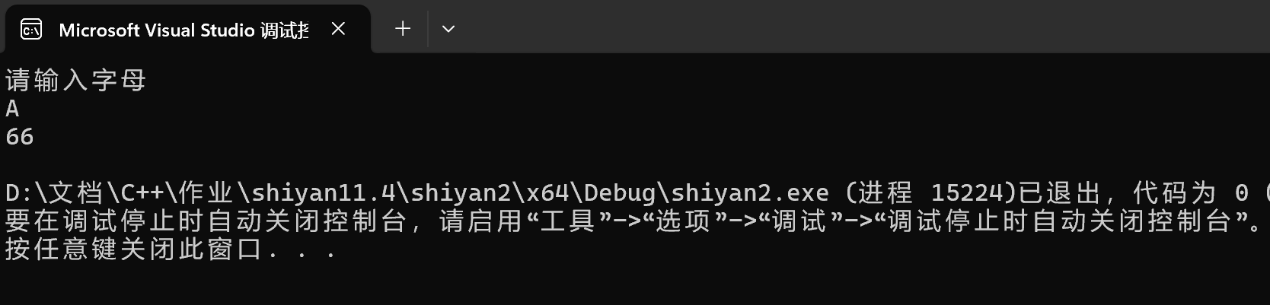 Microsoft Visual Studio 调试控
请输入字母
A
66
D:\文档\C++\作业\shiyan11.4\shiyan2\x64\Debug\shiyan2.exe (进程 15224)已退出，代码为 0 (
要在调试停止时自动关闭控制台，请启用“工具”->“选项”->“调试”->“调试停止时自动关闭控制台”。
按任意键关闭此窗口. . .